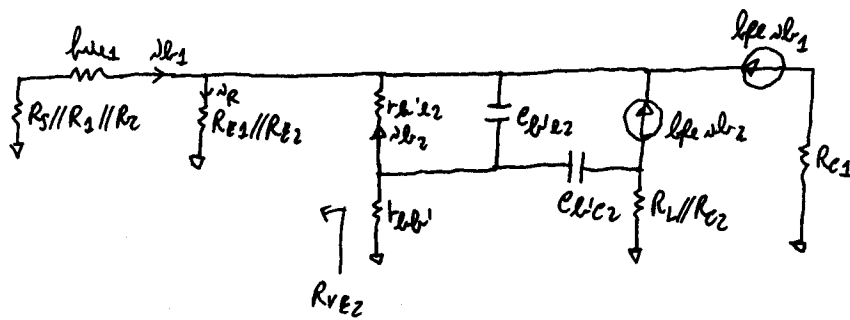 hie1
ib1
RS//R1//R2
iR
RE1//RE2
rb'e2
ib2
rbb'
RVE2
Cb'e2
Cb'c2
hfe ib2
RL//RC2
hfe ib1
RC1